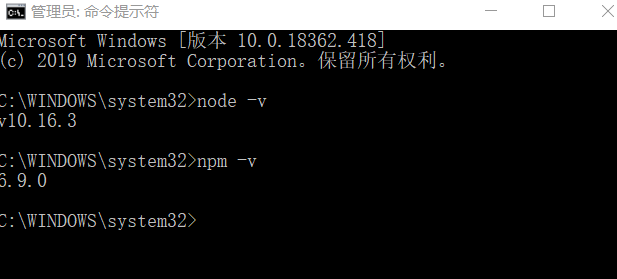 管理员: 命令提示符
Microsoft Windows [版本 10.0.18362.418]
(c) 2019 Microsoft Corporation。保留所有权利。
C:\WINDOWS\system32>node -v
v10.16.3
C:\WINDOWS\system32>npm -v
6.9.0
C:\WINDOWS\system32>